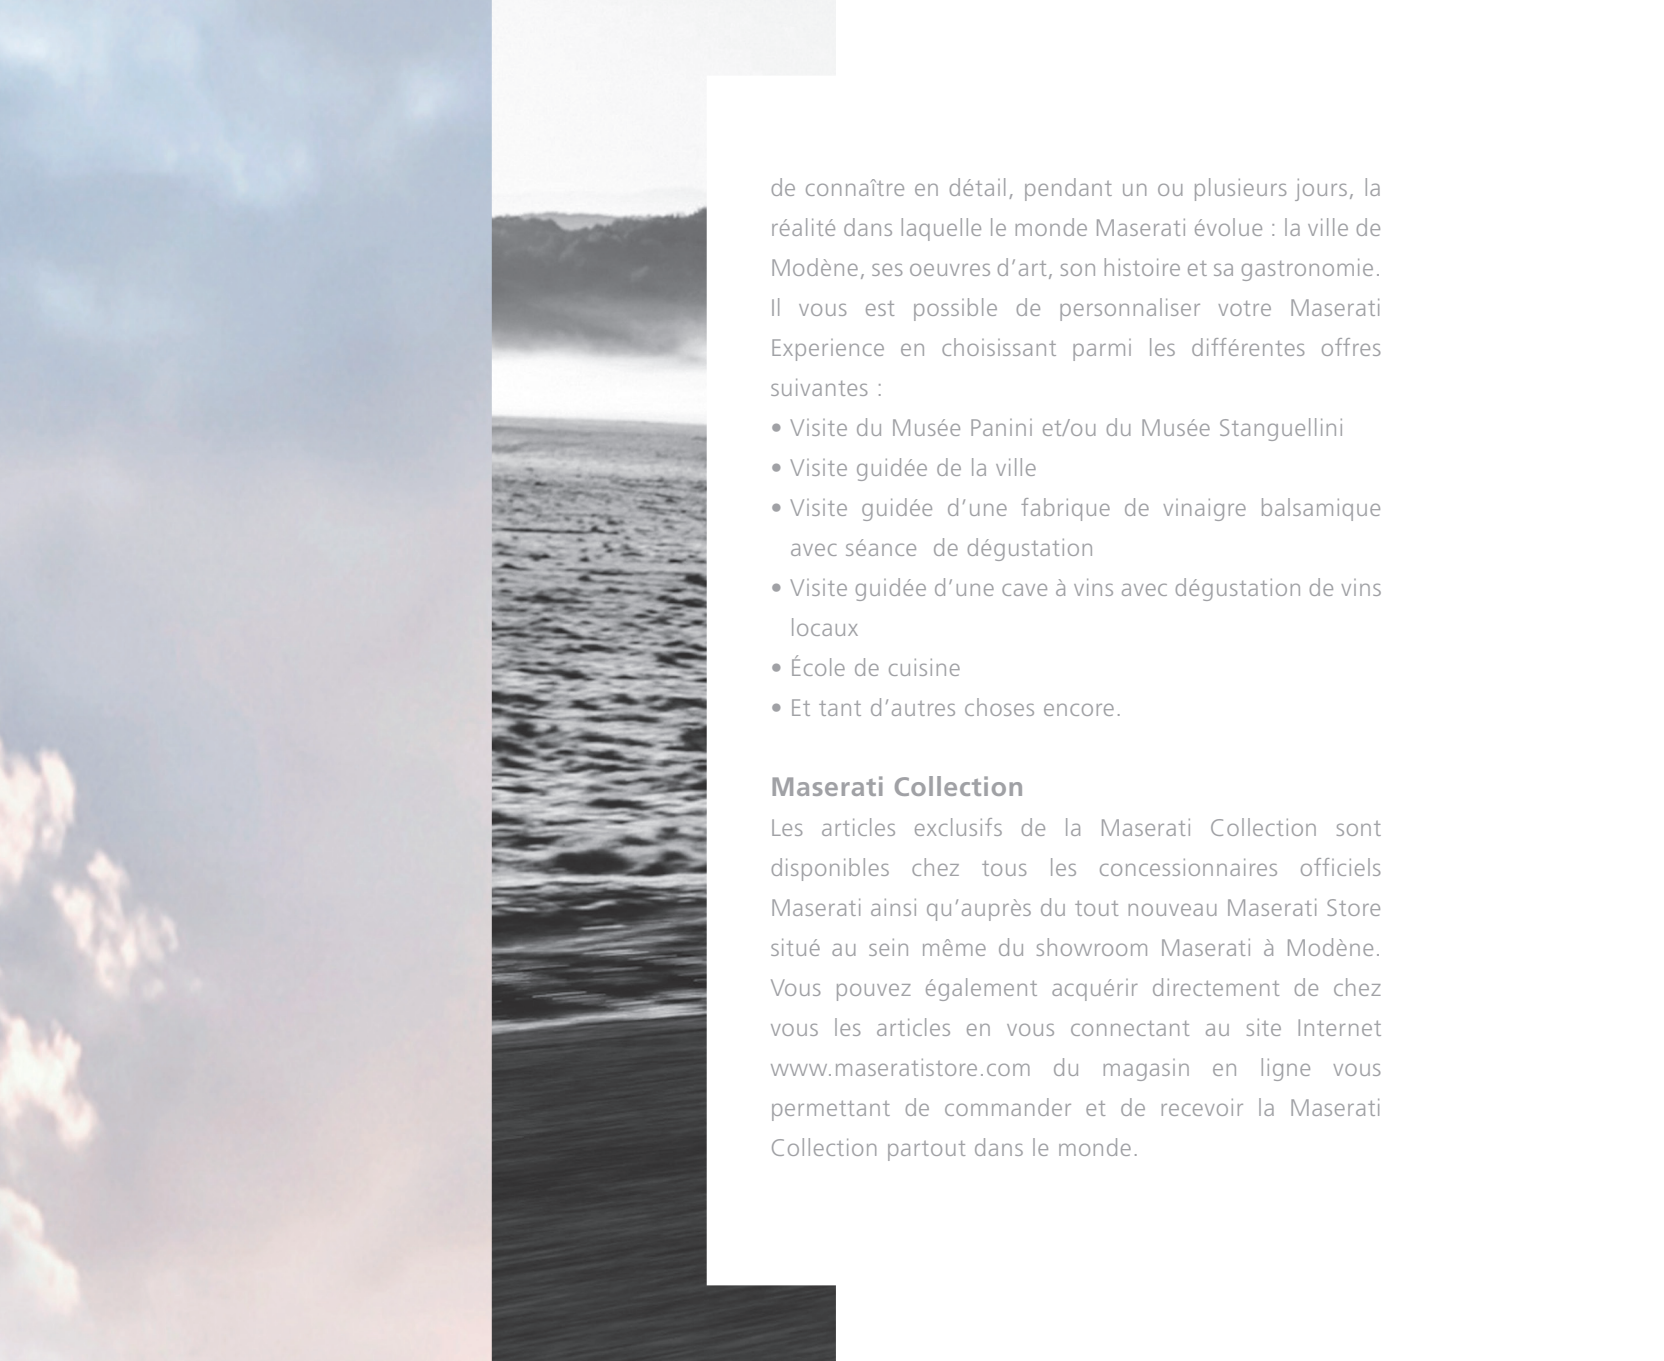 de connaître en détail, pendant un ou plusieurs jours, la
réalité dans laquelle le monde Maserati évolue : la ville de
Modène, ses oeuvres d’art, son histoire et sa gastronomie.
Il vous est possible de personnaliser votre Maserati
Experience en choisissant parmi les différentes offres
suivantes :
• Visite du Musée Panini et/ou du Musée Stanguellini
• Visite guidée de la ville
• Visite guidée d’une fabrique de vinaigre balsamique
avec séance de dégustation
• Visite guidée d’une cave à vins avec dégustation de vins
locaux
• École de cuisine
• Et tant d’autres choses encore.
Maserati Collection
Les articles exclusifs de la Maserati Collection sont
disponibles chez tous les concessionnaires officiels
Maserati ainsi qu’auprès du tout nouveau Maserati Store
situé au sein même du showroom Maserati à Modène.
Vous pouvez également acquérir directement de chez
vous les articles en vous connectant au site Internet
www.maseratistore.com du magasin en ligne vous
permettant de commander et de recevoir la Maserati
Collection partout dans le monde.